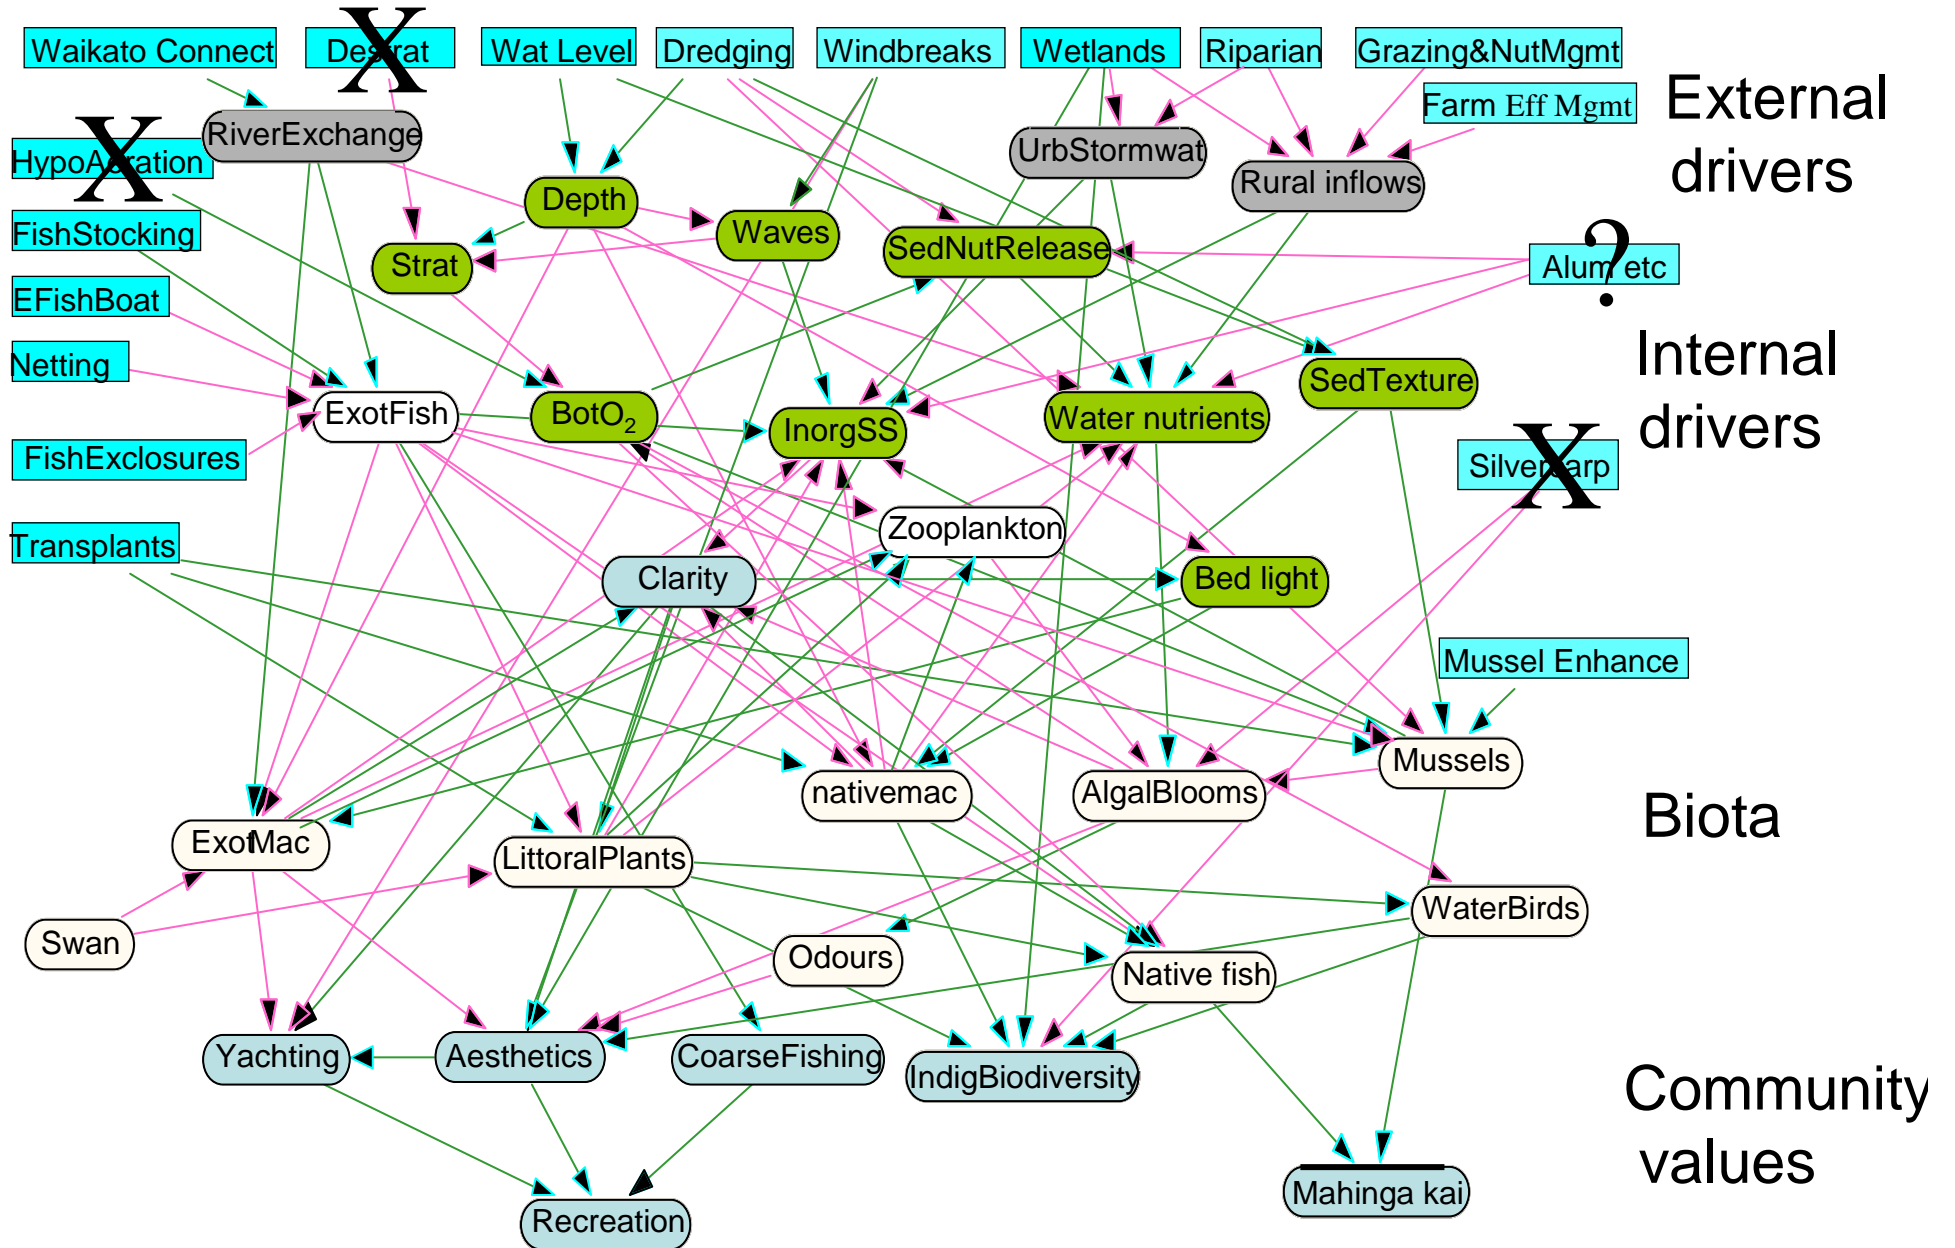 Waikato Connect
Destrat
X
Wat Level
Dredging
Windbreaks
Wetlands
Riparian
Grazing&NutMgmt
Farm Eff Mgmt
External
drivers
RiverExchange
HypoAeration
X
UrbStormwat
Rural inflows
Depth
Waves
FishStocking
Strat
SedNutRelease
Alum etc
?
EFishBoat
Internal
drivers
Netting
SedTexture
ExotFish
BotO2
InorgSS
Water nutrients
FishExclosures
Silvercarp
X
Transplants
Zooplankton
Clarity
Bed light
Mussel Enhance
Mussels
nativemac
AlgalBlooms
Biota
ExotMac
LittoralPlants
WaterBirds
Swan
Odours
Native fish
Yachting
Aesthetics
CoarseFishing
IndigBiodiversity
Community
values
Mahinga kai
Recreation